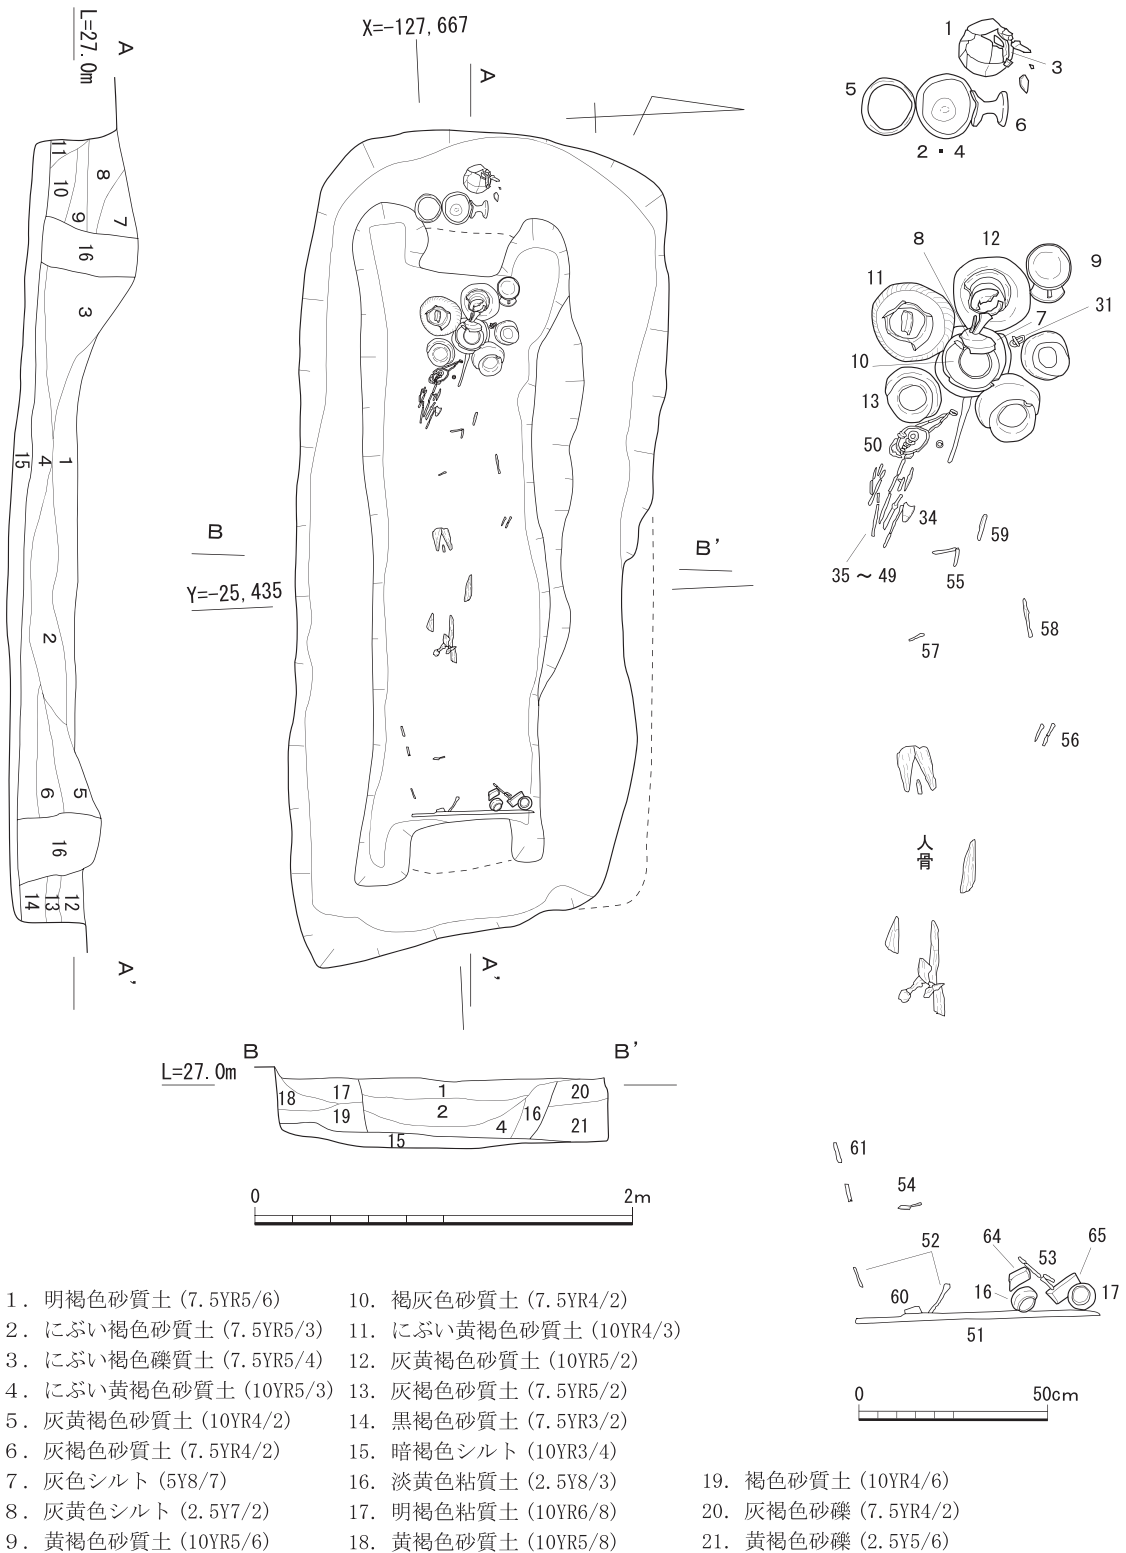 L=27.0m
A
11
10
8
9
7
16
3
15
4
1
2
6
5
16
14
13
12
A’
X=-127,667
A
B
Y=-25,435
B’
A’
B
B’
L=27.0m
18
17
19
1
2
4
15
16
20
21
0
2m
1
3
5
6
2・4
8
12
9
11
7
31
10
13
50
34
59
35～49
55
58
57
56
人骨
61
54
52
64
53
65
60
16
17
51
0
50cm
1．明褐色砂質土（7.5YR5/6）
2．にぶい褐色砂質土（7.5YR5/3）
3．にぶい褐色礫質土（7.5YR5/4）
4．にぶい黄褐色砂質土（10YR5/3）
5．灰黄褐色砂質土（10YR4/2）
6．灰褐色砂質土（7.5YR4/2）
7．灰色シルト（5Y8/7）
8．灰黄色シルト（2.5Y7/2）
9．黄褐色砂質土（10YR5/6）
10．褐灰色砂質土（7.5YR4/2）
11．にぶい黄褐色砂質土（10YR4/3）
12．灰黄褐色砂質土（10YR5/2）
13．灰褐色砂質土（7.5YR5/2）
14．黒褐色砂質土（7.5YR3/2）
15．暗褐色シルト（10YR3/4）
16．淡黄色粘質土（2.5Y8/3）
17．明褐色粘質土（10YR6/8）
18．黄褐色砂質土（10YR5/8）
19．褐色砂質土（10YR4/6）
20．灰褐色砂礫（7.5YR4/2）
21．黄褐色砂礫（2.5Y5/6）